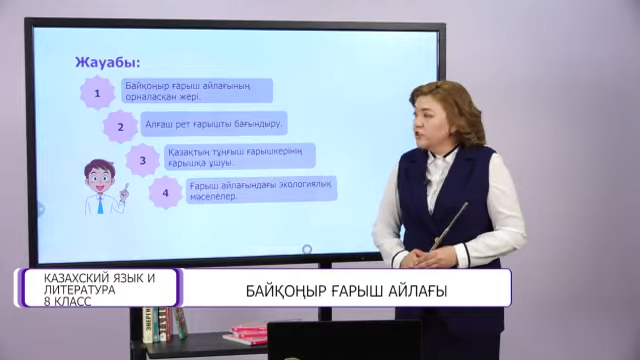 Жауабы:
1
Байқоңыр ғарыш айлағының
орналасқан жері.
2
Алғаш рет ғарышты бағындыру.
3
Қазақтың тұңғыш ғарышкерінің
ғарышқа ұшуы.
4
Ғарыш айлағындағы экологиялық
мәселелер.
КАЗАХСКИЙ ЯЗЫК И
ЛИТЕРАТУРА
8 КЛАСС
БАЙҚОҢЫР ҒАРЫШ АЙЛАҒЫ